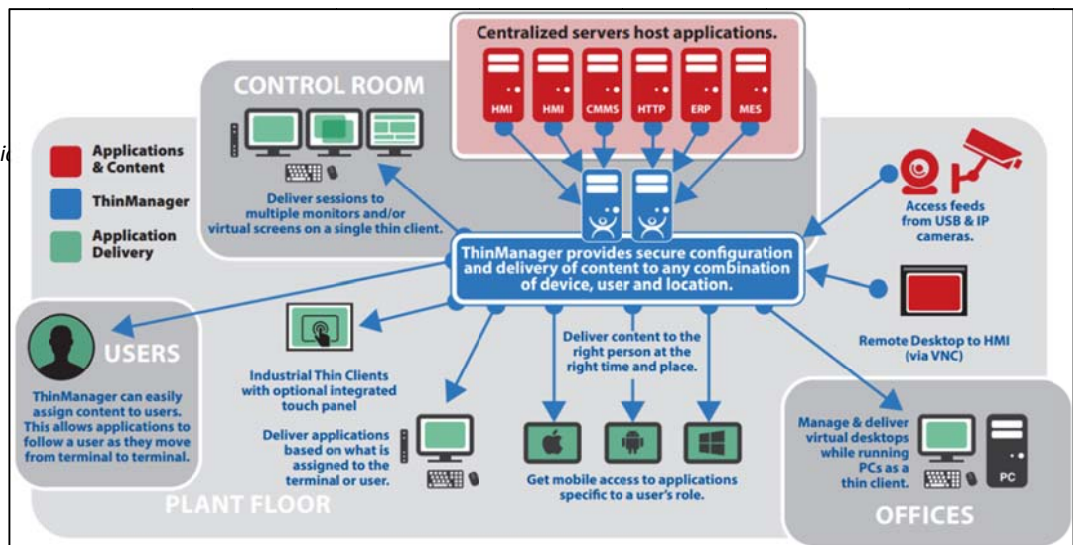 Centralized servers host applications.
HMI
HMI
CMMS
HTTP
ERP
MES
CONTROL ROOM
Deliver sessions to
multiple monitors and/or
virtual screens on a single thin client.
Applications
& Content
ThinManager
Application
Delivery
Access feeds
from USB & IP
cameras.
ThinManager provides secure configuration
and delivery of content to any combination
of device, user and location.
Remote Desktop to HMI
(via VNC)
USERS
ThinManager can easily
assign content to users.
This allows applications to
follow a user as they move
from terminal to terminal.
Industrial Thin Clients
with optional integrated
touch panel
Deliver applications
based on what is
assigned to the
terminal or user.
Deliver content to the
right person at the
right time and place.
Get mobile access to applications
specific to a user's role.
Manage & deliver
virtual desktops
while running
PCs as a
thin client.
PC
PLANT FLOOR
OFFICES